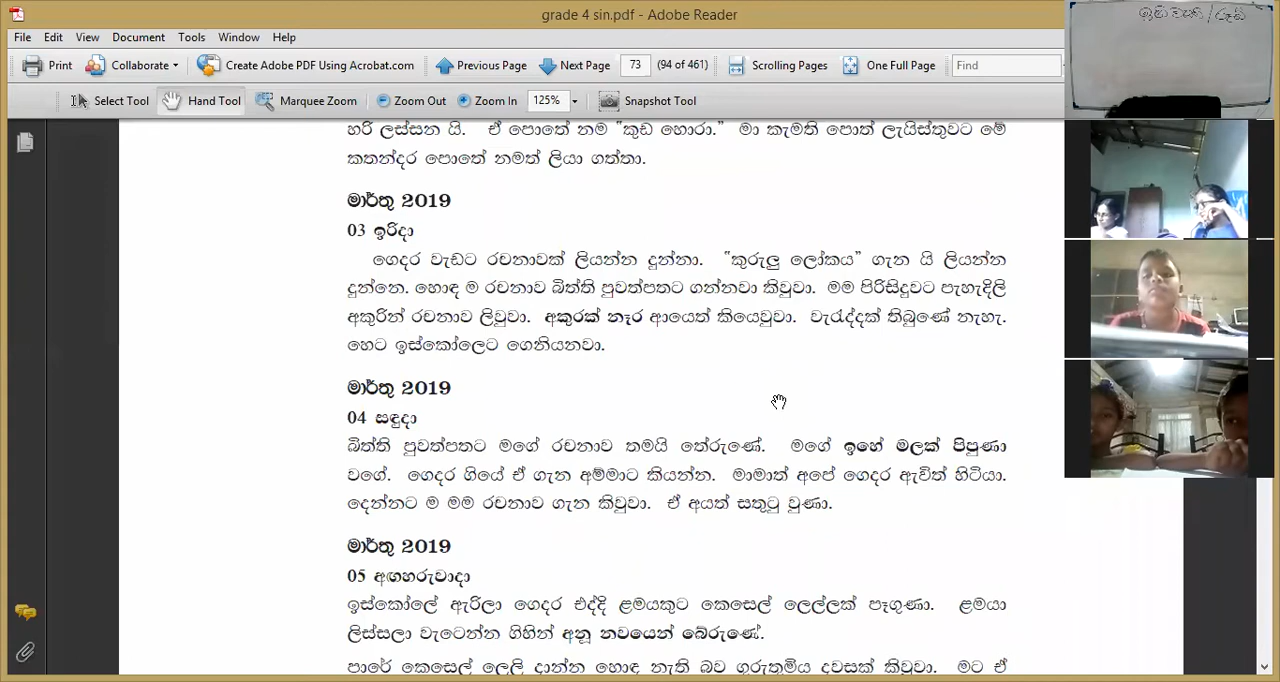 grade 4 sin.pdf - Adobe Reader
File Edit View Document Tools Window Help
Print Collaborate Create Adobe PDF Using Acrobat.com Previous Page Next Page 73 (94 of 461) Scrolling Pages One Full Page Find
Select Tool Hand Tool Marquee Zoom Zoom Out Zoom In 125% Snapshot Tool
හරි ලස්සන යි. ඒ පොතේ නම “කුඩ හොරා.” මා කැමති පොත් ලැයිස්තුවට මේ
කතන්දර පොතේ නමත් ලියා ගත්තා.
මාර්තු 2019
03 ඉරිදා
ගෙදර වැඩට රචනාවක් ලියන්න දුන්නා. “කුරුලු ලෝකය” ගැන යි ලියන්න
දුන්නෙ. හොඳ ම රචනාව බිත්ති පුවත්පතට ගන්නවා කිවුවා. මම පිරිසිදුවට පැහැදිලි
අකුරින් රචනාව ලිවුවා. අකුරක් නෑර ආයෙත් කියෙවුවා. වැරැද්දක් තිබුණේ නැහැ.
හෙට ඉස්කෝලෙට ගෙනියනවා.
මාර්තු 2019
04 සඳුදා
බිත්ති පුවත්පතට මගේ රචනාව තමයි තේරුණේ. මගේ ඉහේ මලක් පිපුණා
වගේ. ගෙදර ගියේ ඒ ගැන අම්මාට කියන්න. මාමාත් අපේ ගෙදර ඇවිත් හිටියා.
දෙන්නට ම මම රචනාව ගැන කිවුවා. ඒ අයත් සතුටු වුණා.
මාර්තු 2019
05 අඟහරුවාදා
ඉස්කෝලේ ඇරිලා ගෙදර එද්දි ළමයකුට කෙසෙල් ලෙල්ලක් පෑගුණා. ළමයා
ලිස්සලා වැටෙන්න ගිහින් අනූ නවයෙන් බේරුණේ.
පාරේ කෙසෙල් ලෙලි දාන්න හොඳ නැති බව ගුරුතුමිය දවසක් කිවුවා. මට ඒ